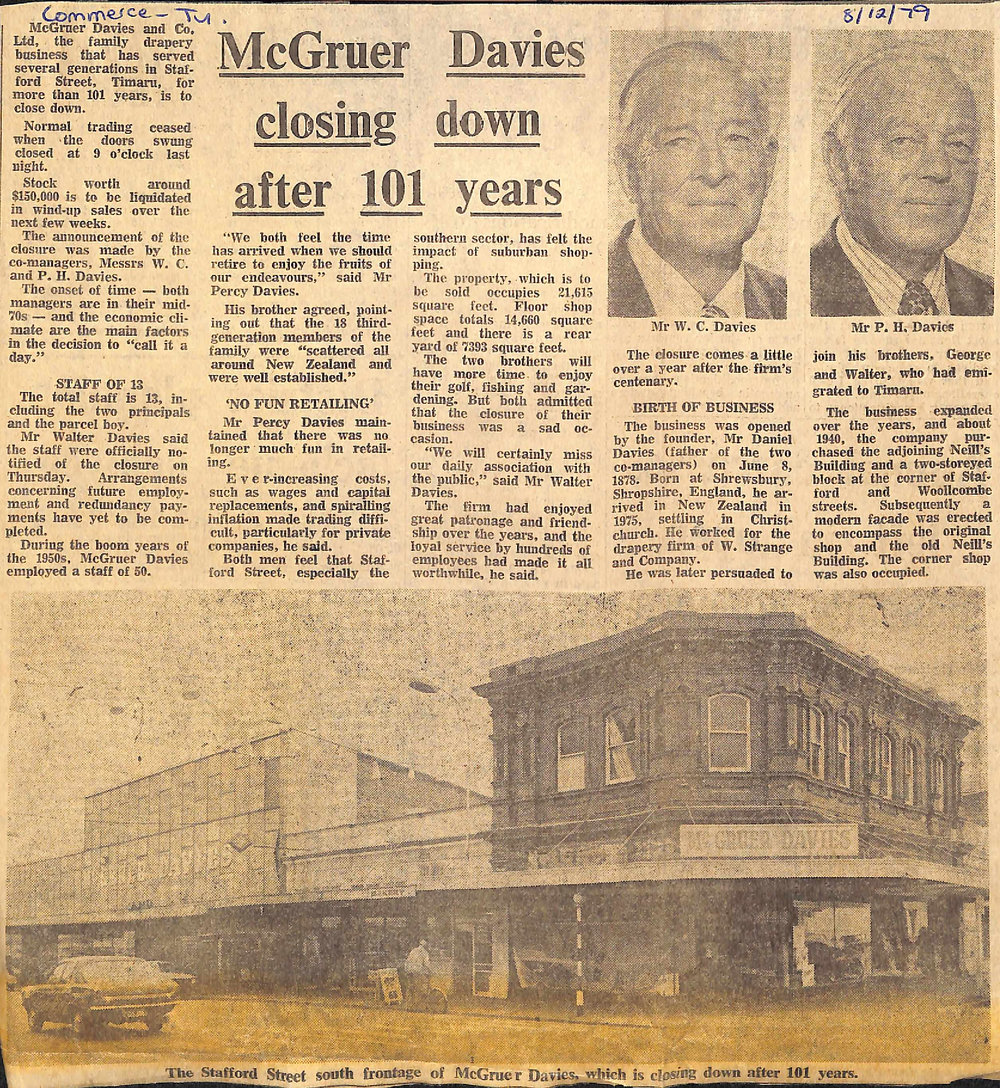 Commerce - Tu.
8/12/79
McGruer Davies
closing down
after 101 years
McGruer Davies and Co.
Ltd, the family drapery
business that has served
several generations in Staf-
ford Street, Timaru, for
more than 101 years, is to
close down.
Normal trading ceased
when the doors swung
closed at 9 o'clock last
night.
Stock worth around
$150,000 is to be liquidated
in wind-up sales over the
next few weeks.
The announcement of the
closure was made by the
co-managers, Messrs W. C.
and P. H. Davies.
The onset of time — both
managers are in their mid-
70s — and the economic cli-
mate are the main factors
in the decision to "call it a
day."
STAFF OF 13
The total staff is 13, in-
cluding the two principals
and the parcel boy.
Mr Walter Davies said
the staff were officially no-
tified of the closure on
Thursday. Arrangements
concerning future employ-
ment and redundancy pay-
ments have yet to be com-
pleted.
During the boom years of
the 1950s, McGruer Davies
employed a staff of 50.
"We both feel the time
has arrived when we should
retire to enjoy the fruits of
our endeavours," said Mr
Percy Davies.
His brother agreed, point-
ing out that the 18 third-
generation members of the
family were "scattered all
around New Zealand and
were well established."
'NO FUN RETAILING'
Mr Percy Davies main-
tained that there was no
longer much fun in retail-
ing.
Ever-increasing costs,
such as wages and capital
replacements, and spiralling
inflation made trading diffi-
cult, particularly for private
companies, he said.
Both men feel that Staf-
ford Street, especially the
southern sector, has felt the
impact of suburban shop-
ping.
The property, which is to
be sold occupies 21,615
square feet. Floor shop
space totals 14,660 square
feet and there is a rear
yard of 7393 square feet.
The two brothers will
have more time to enjoy
their golf, fishing and gar-
dening. But both admitted
that the closure of their
business was a sad oc-
casion.
"We will certainly miss
our daily association with
the public," said Mr Walter
Davies.
The firm had enjoyed
great patronage and friend-
ship over the years, and the
loyal service by hundreds of
employees had made it all
worthwhile, he said.
Mr W. C. Davies
Mr P. H. Davies
The closure comes a little
over a year after the firm's
centenary.
BIRTH OF BUSINESS
The business was opened
by the founder, Mr Daniel
Davies (father of the two
co-managers) on June 8,
1878. Born at Shrewsbury,
Shropshire, England, he ar-
rived in New Zealand in
1975, settling in Christ-
church. He worked for the
drapery firm of W. Strange
and Company.
He was later persuaded to
join his brothers, George
and Walter, who had emi-
grated to Timaru.
The business expanded
over the years, and about
1940, the company pur-
chased the adjoining Neill's
Building and a two-storeyed
block at the corner of Staf-
ford and Woollcombe
streets. Subsequently a
modern facade was erected
to encompass the original
shop and the old Neill's
Building. The corner shop
was also occupied.
McGRUER DAVIES
McGRUER DAVIES
The Stafford Street south frontage of McGruer Davies, which is closing down after 101 years.